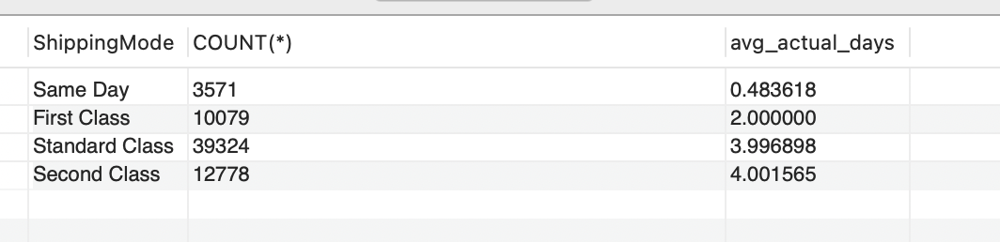 ShippingMode COUNT(*) avg_actual_days
Same Day 3571 0.483618
First Class 10079 2.000000
Standard Class 39324 3.996898
Second Class 12778 4.001565